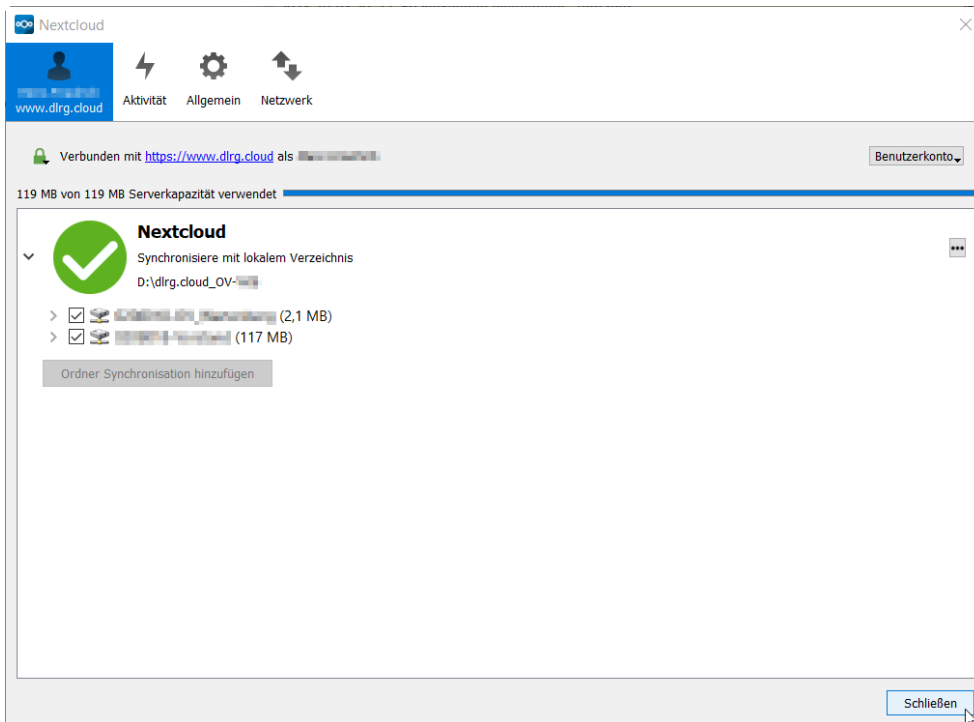 Nextcloud
www.dlrg.cloud
Aktivität
Allgemein
Netzwerk
Verbunden mit https://www.dlrg.cloud als
Benutzerkonto
119 MB von 119 MB Serverkapazität verwendet
Nextcloud
Synchronisiere mit lokalem Verzeichnis
D:\dlrg.cloud_OV-
(2,1 MB)
(117 MB)
Ordner Synchronisation hinzufügen
Schließen